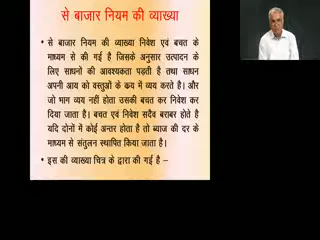 से बाजार नियम की व्याख्या
से बाजार नियम की व्याख्या निवेश एवं बचत के
माध्यम से की गई है जिसके अनुसार उत्पादन के
लिए साधनों की आवश्यकता पड़ती है तथा साधन
अपनी आय को वस्तुओं के क्रय में व्यय करते है। और
जो भाग व्यय नहीं होता उसकी बचत कर निवेश कर
दिया जाता है। बचत एवं निवेश सदैव बराबर होते है
यदि दोनों में कोई अन्तर होता है तो ब्याज की दर के
माध्यम से संतुलन स्थापित किया जाता है।
इस की व्याख्या चित्र के द्वारा की गई है –